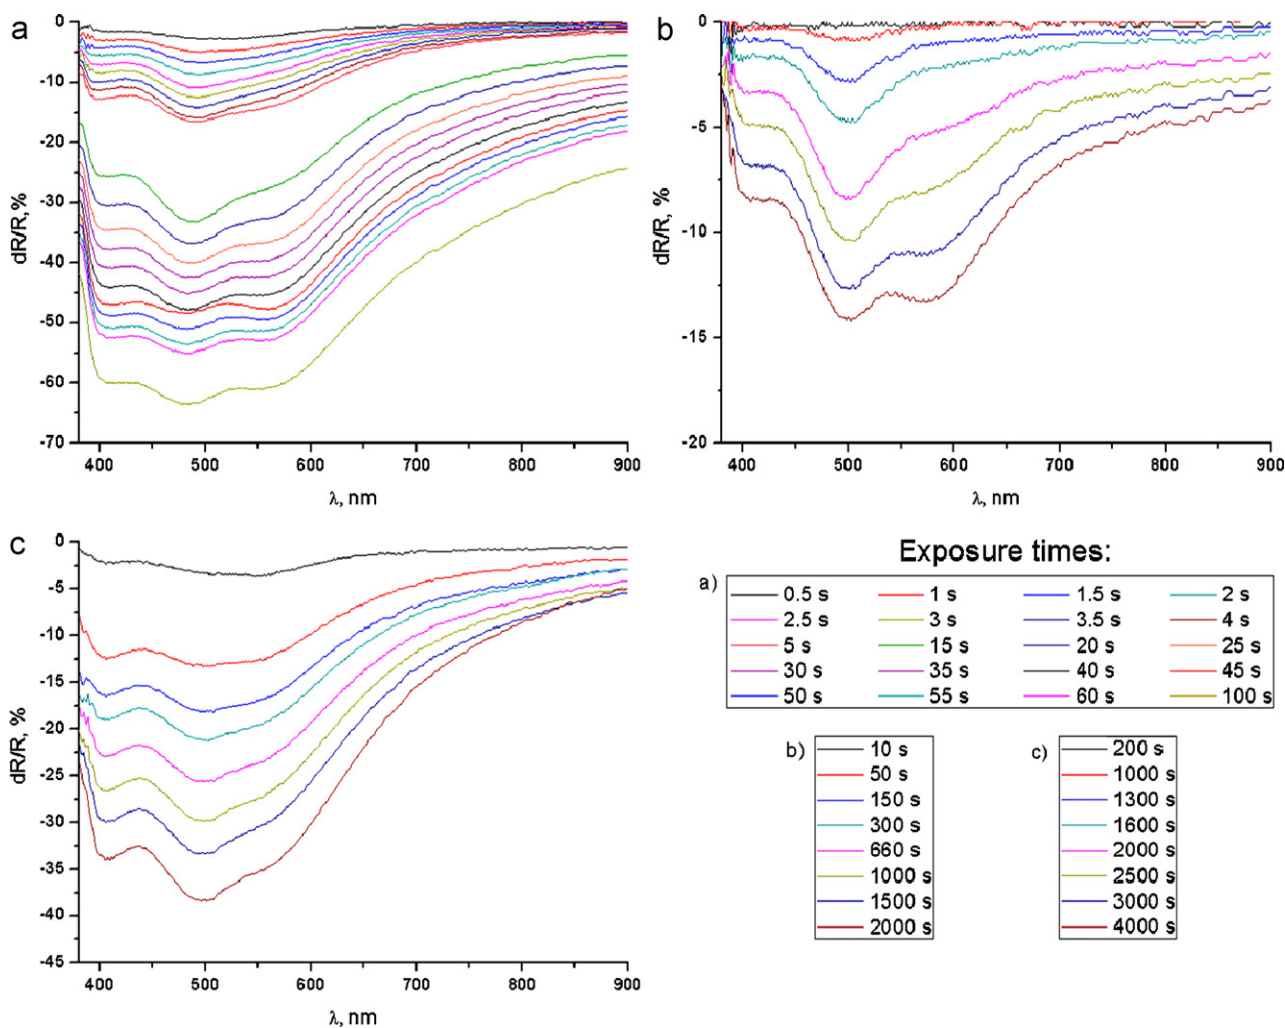 a
0
-10
-20
-30
-40
-50
-60
-70
dR/R, %
400 500 600 700 800 900
λ, nm
b
0
-5
-10
-15
-20
dR/R, %
400 500 600 700 800 900
λ, nm
c
0
-5
-10
-15
-20
-25
-30
-35
-40
-45
dR/R, %
400 500 600 700 800 900
λ, nm
Exposure times:
a)
0.5 s 1 s 1.5 s 2 s
2.5 s 3 s 3.5 s 4 s
5 s 15 s 20 s 25 s
30 s 35 s 40 s 45 s
50 s 55 s 60 s 100 s
b)
10 s
50 s
150 s
300 s
660 s
1000 s
1500 s
2000 s
c)
200 s
1000 s
1300 s
1600 s
2000 s
2500 s
3000 s
4000 s